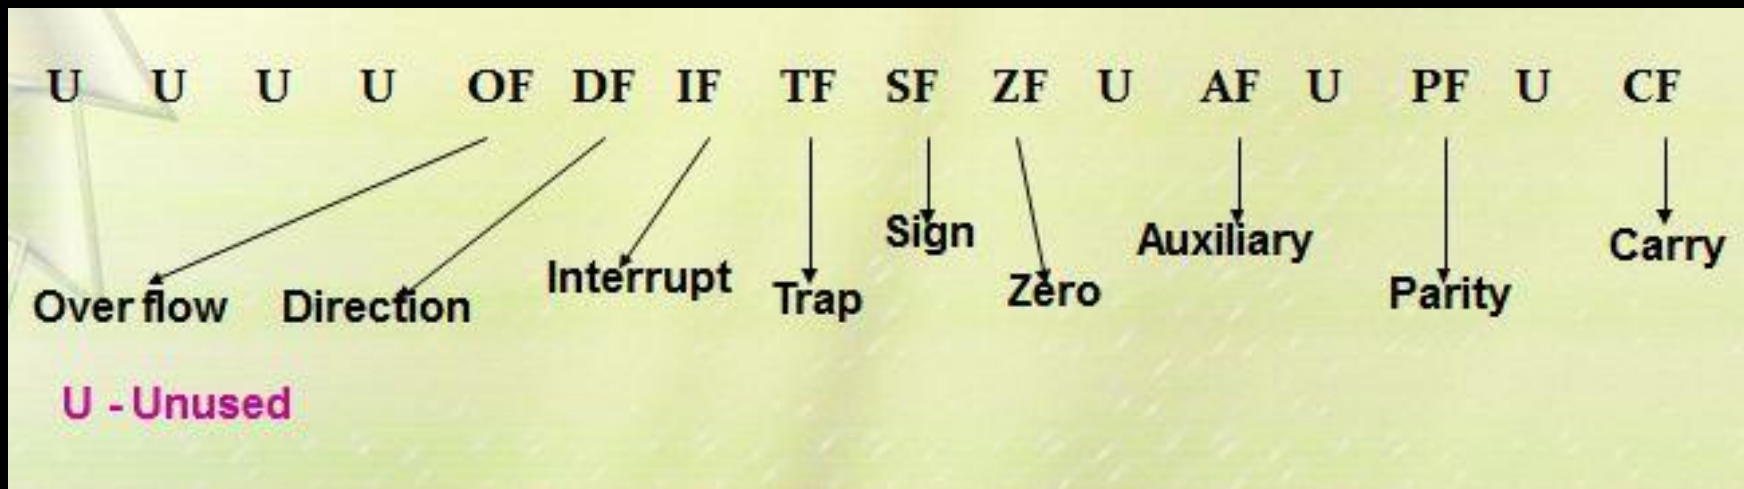 U U U U OF DF IF TF SF ZF U AF U PF U CF
Over flow Direction Interrupt Trap Sign Zero Auxiliary Parity Carry
U - Unused